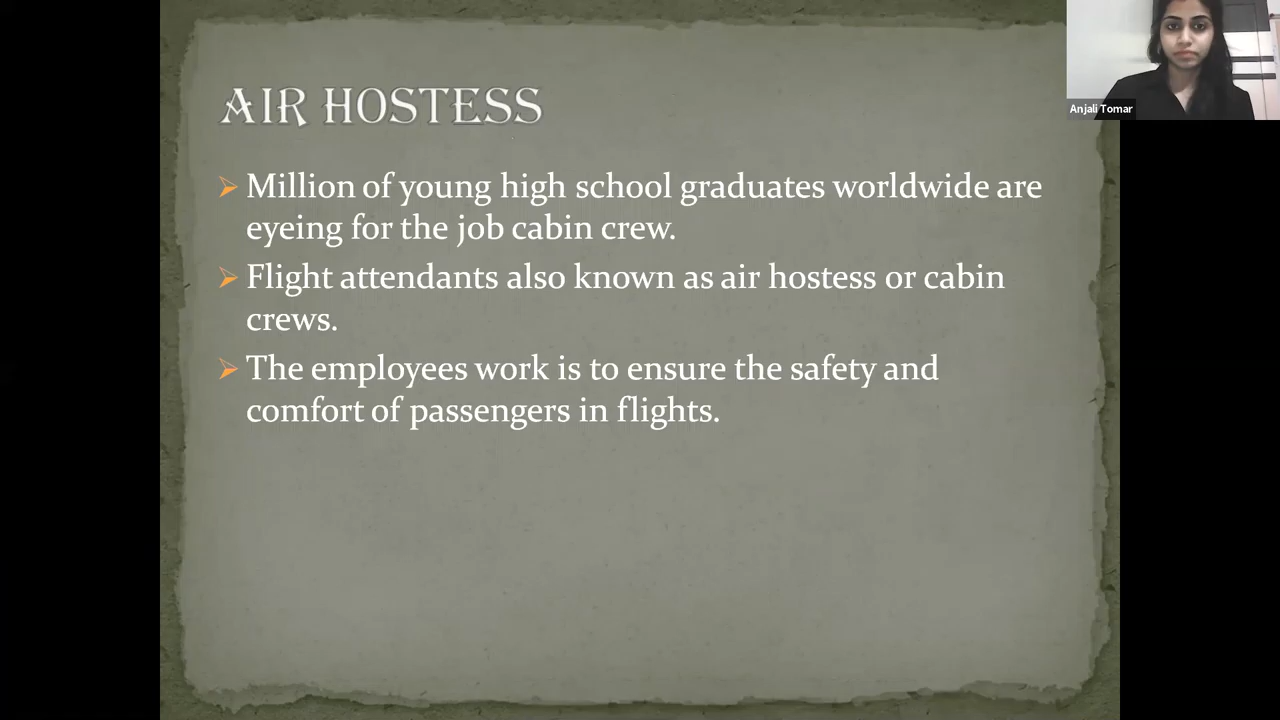 AIR HOSTESS
Million of young high school graduates worldwide are
eyeing for the job cabin crew.
Flight attendants also known as air hostess or cabin
crews.
The employees work is to ensure the safety and
comfort of passengers in flights.
Anjali Tomar